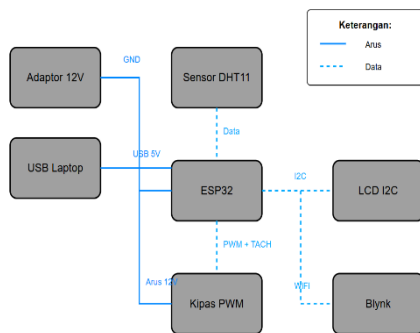 Keterangan:
Arus
Data
GND
Adaptor 12V
Sensor DHT11
Data
USB 5V
USB Laptop
ESP32
I2C
LCD I2C
PWM + TACH
Arus 12V
Kipas PWM
WIFI
Blynk